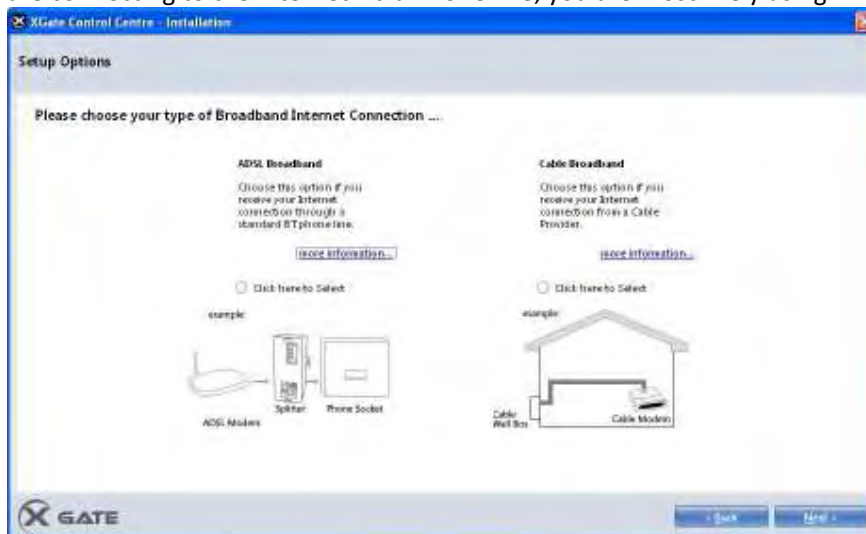 XGate Control Centre - Installation
Setup Options
Please choose your type of Broadband Internet Connection ...
ADSL Broadband
Choose this option if you
receive your Internet
connection through a
standard BT phone line.
more information...
Click here to Select
example:
ADSL Modem
Splitter
Phone Socket
Cable Broadband
Choose this option if you
receive your Internet
connection from a Cable
Provider.
more information...
Click here to Select
example:
Cable
Wall Box
Cable Modem
X GATE
< Back
Next >